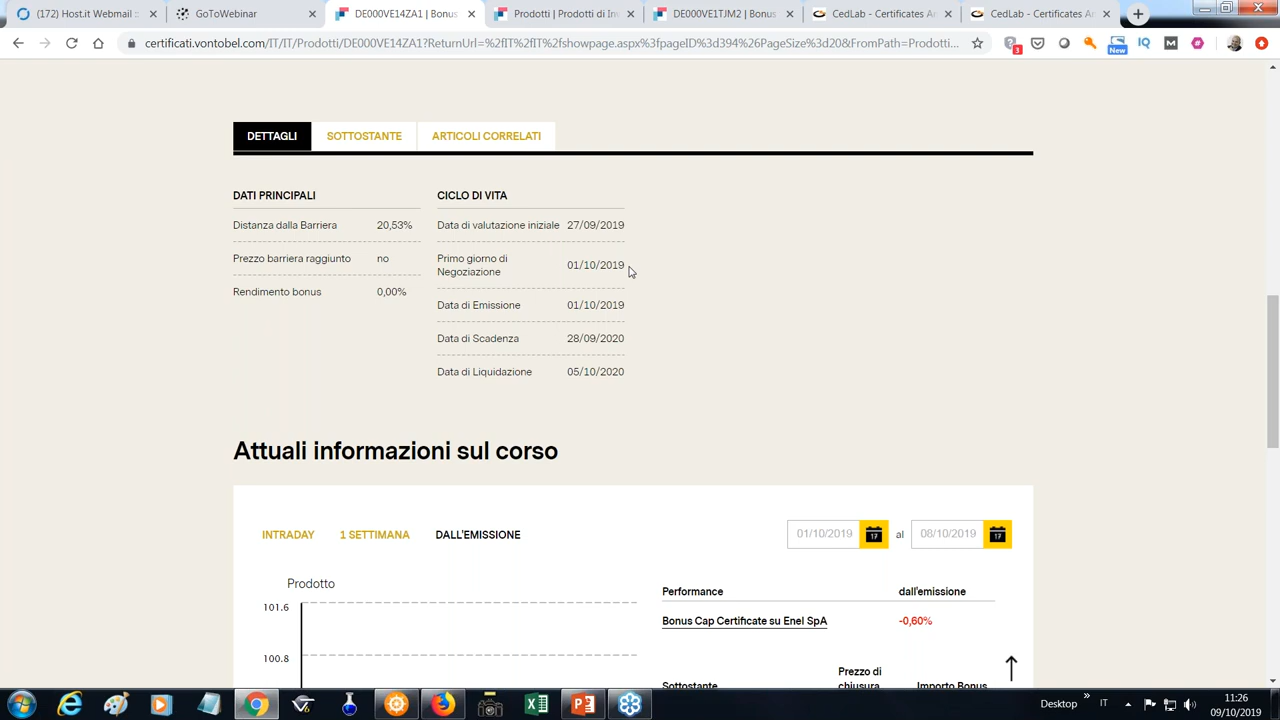 (172) Host.it Webmail ::
GoToWebinar
DE000VE14ZA1 | Bonus
Prodotti | Prodotti di Inv
DE000VE1TJM2 | Bonus
CedLab – Certificates A
CedLab – Certificates A
certificati.vontobel.com/IT/IT/Prodotti/DE000VE14ZA1?ReturnUrl=%2fIT%2fIT%2fshowpage.aspx%3fpageID%3d394%26PageSize%3d20&FromPath=Prodotti...
3
New
IQ
M
DETTAGLI
SOTTOSTANTE
ARTICOLI CORRELATI
DATI PRINCIPALI
Distanza dalla Barriera 20,53%
Prezzo barriera raggiunto no
Rendimento bonus 0,00%
CICLO DI VITA
Data di valutazione iniziale 27/09/2019
Primo giorno di
Negoziazione 01/10/2019
Data di Emissione 01/10/2019
Data di Scadenza 28/09/2020
Data di Liquidazione 05/10/2020
Attuali informazioni sul corso
INTRADAY 1 SETTIMANA DALL'EMISSIONE
01/10/2019 al 08/10/2019
Prodotto
101.6
100.8
Performance dall'emissione
Bonus Cap Certificate su Enel SpA -0,60%
Prezzo di
Sottostante chiusura Importo Bonus
Desktop
IT
11:26
09/10/2019